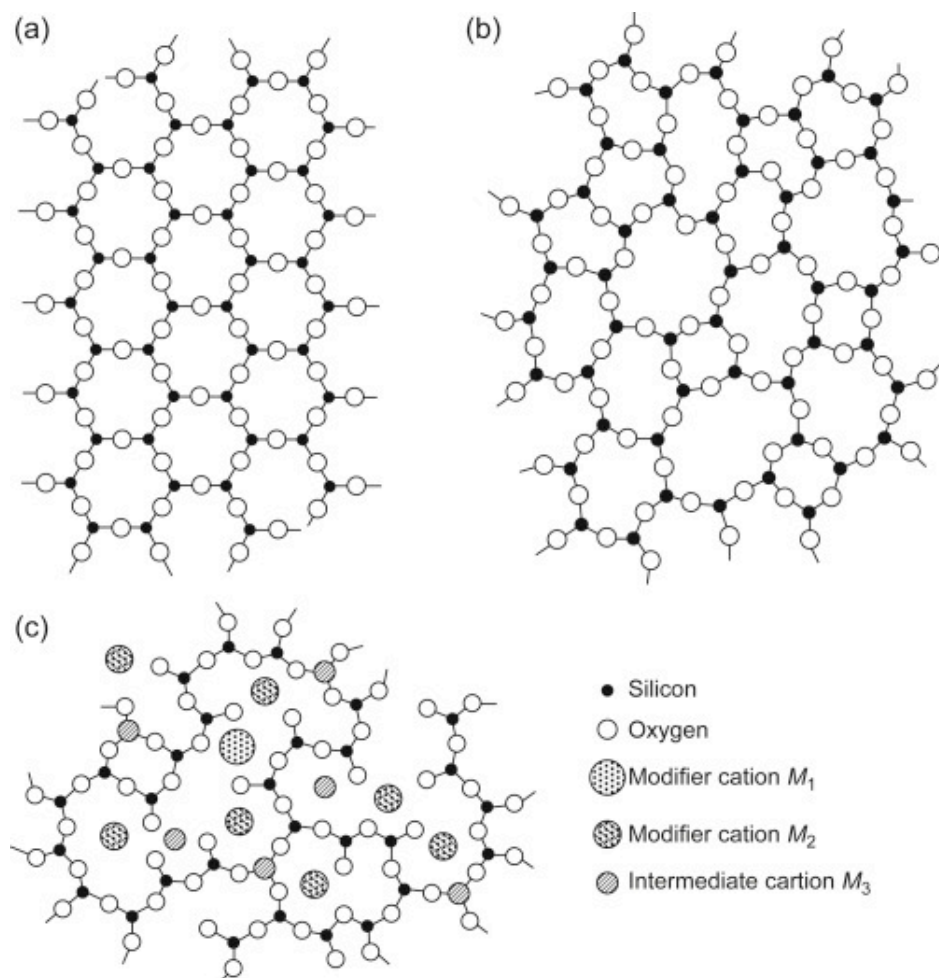 (a)
(b)
(c)
Silicon
Oxygen
Modifier cation M₁
Modifier cation M₂
Intermediate cartion M₃